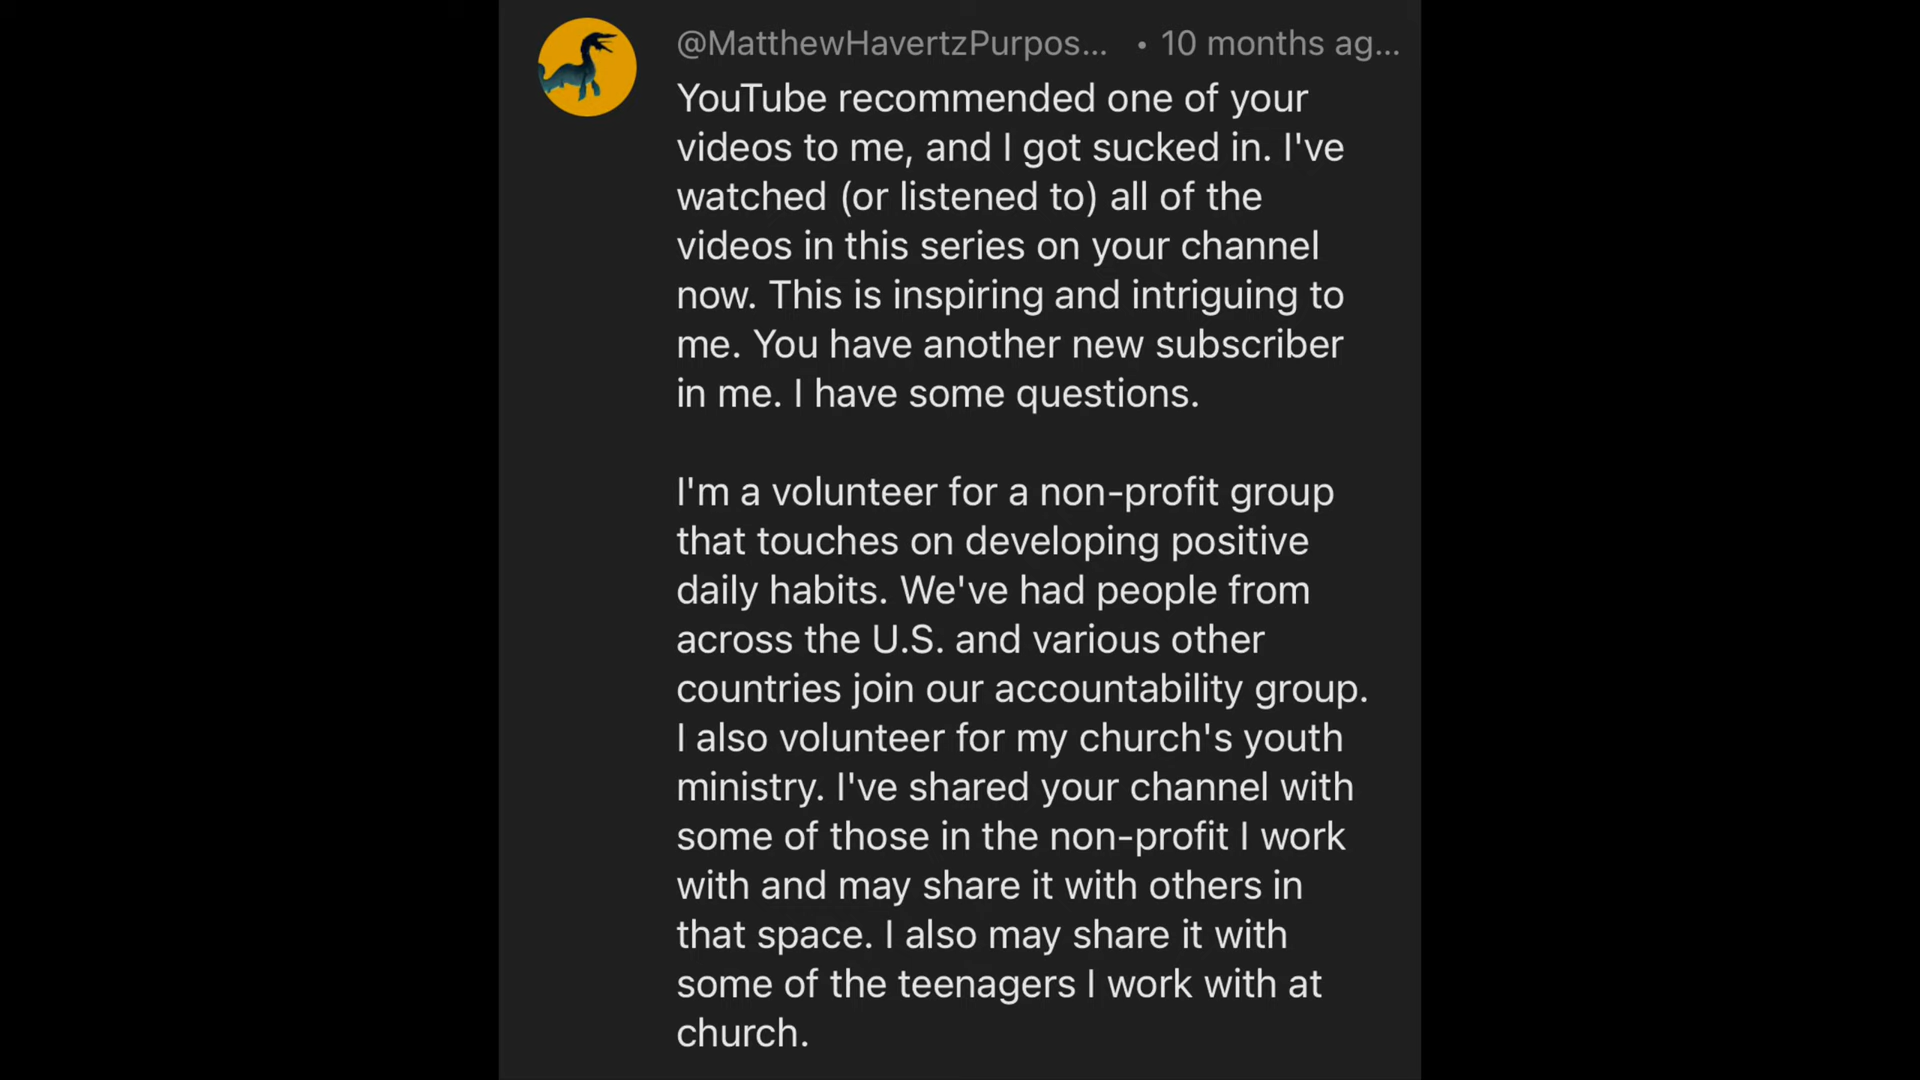 @MatthewHavertzPurpos... • 10 months ag...
YouTube recommended one of your
videos to me, and I got sucked in. I've
watched (or listened to) all of the
videos in this series on your channel
now. This is inspiring and intriguing to
me. You have another new subscriber
in me. I have some questions.
I'm a volunteer for a non-profit group
that touches on developing positive
daily habits. We've had people from
across the U.S. and various other
countries join our accountability group.
I also volunteer for my church's youth
ministry. I've shared your channel with
some of those in the non-profit I work
with and may share it with others in
that space. I also may share it with
some of the teenagers I work with at
church.